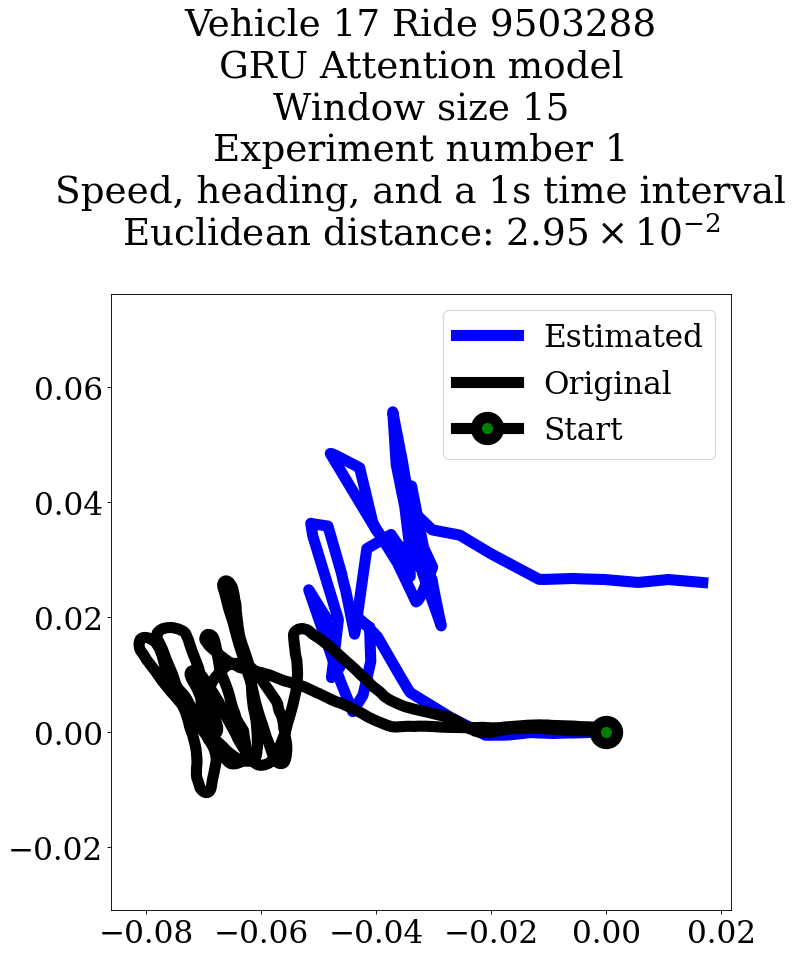 Vehicle 17 Ride 9503288
GRU Attention model
Window size 15
Experiment number 1
Speed, heading, and a 1s time interval
Euclidean distance: 2.95 × 10⁻²
Estimated
Original
Start
0.06
0.04
0.02
0.00
−0.02
−0.08 −0.06 −0.04 −0.02 0.00 0.02